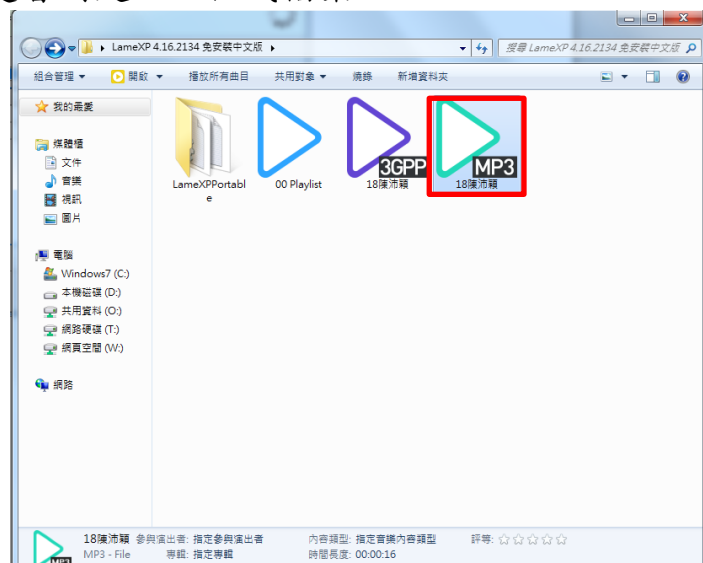 LameXP 4.16.2134 免安裝中文版
搜尋 LameXP 4.16.2134 免安裝中文版
組合管理 開啟 播放所有曲目 共用對象 燒錄 新增資料夾
我的最愛
媒體櫃
文件
音樂
視訊
圖片
電腦
Windows7 (C:)
本機磁碟 (D:)
共用資料 (O:)
網路硬碟 (T:)
網頁空間 (W:)
網路
3GPP
MP3
LameXPPortabl
e
00 Playlist
18陳沛穎
18陳沛穎
18陳沛穎 參與演出者: 指定參與演出者 內容類型: 指定音樂內容類型 評等:
MP3 - File 專輯: 指定專輯 時間長度: 00:00:16
MP3